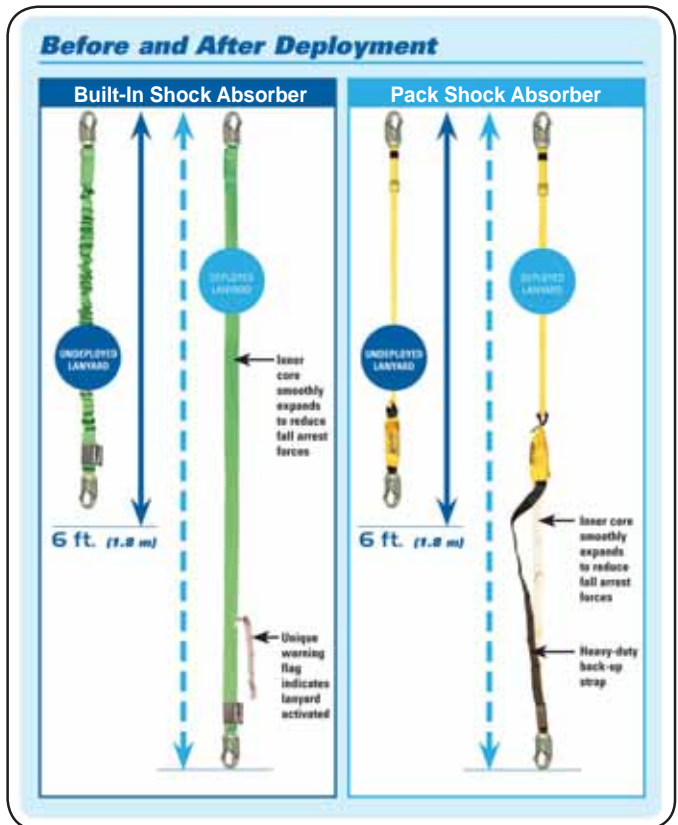 Before and After Deployment
Built-In Shock Absorber
UNDEPLOYED
LANYARD
6 ft. (1.8 m)
DEPLOYED
LANYARD
Inner
core
smoothly
expands
to reduce
fall arrest
forces
Unique
warning
flag
indicates
lanyard
activated
Pack Shock Absorber
UNDEPLOYED
LANYARD
6 ft. (1.8 m)
DEPLOYED
LANYARD
Inner core
smoothly
expands
to reduce
fall arrest
forces
Heavy-duty
back-up
strap